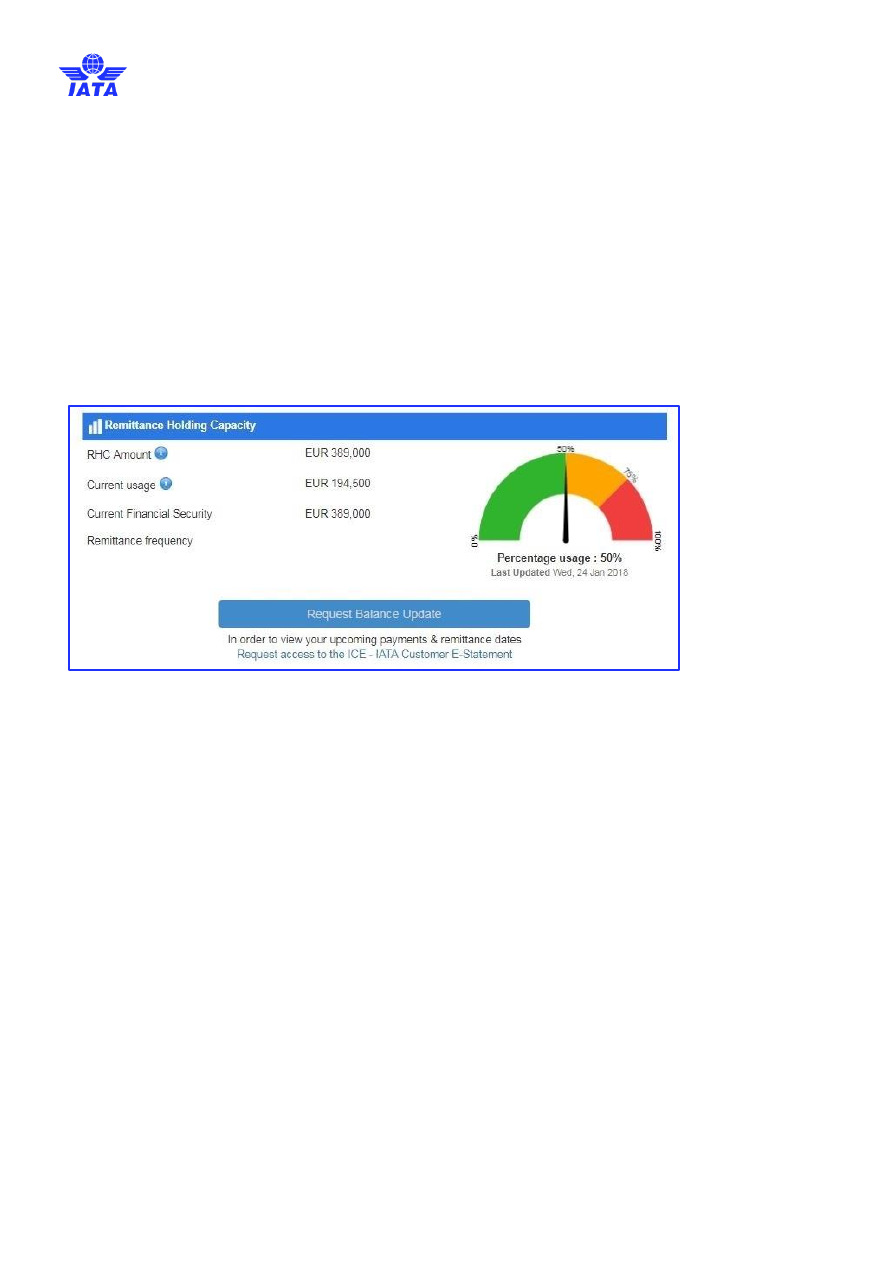 IATA
Remittance Holding Capacity
RHC Amount EUR 389,000
Current usage EUR 194,500
Current Financial Security EUR 389,000
Remittance frequency
0%
50%
75%
100%
Percentage usage : 50%
Last Updated Wed, 24 Jan 2018
Request Balance Update
In order to view your upcoming payments & remittance dates
Request access to the ICE - IATA Customer E-Statement